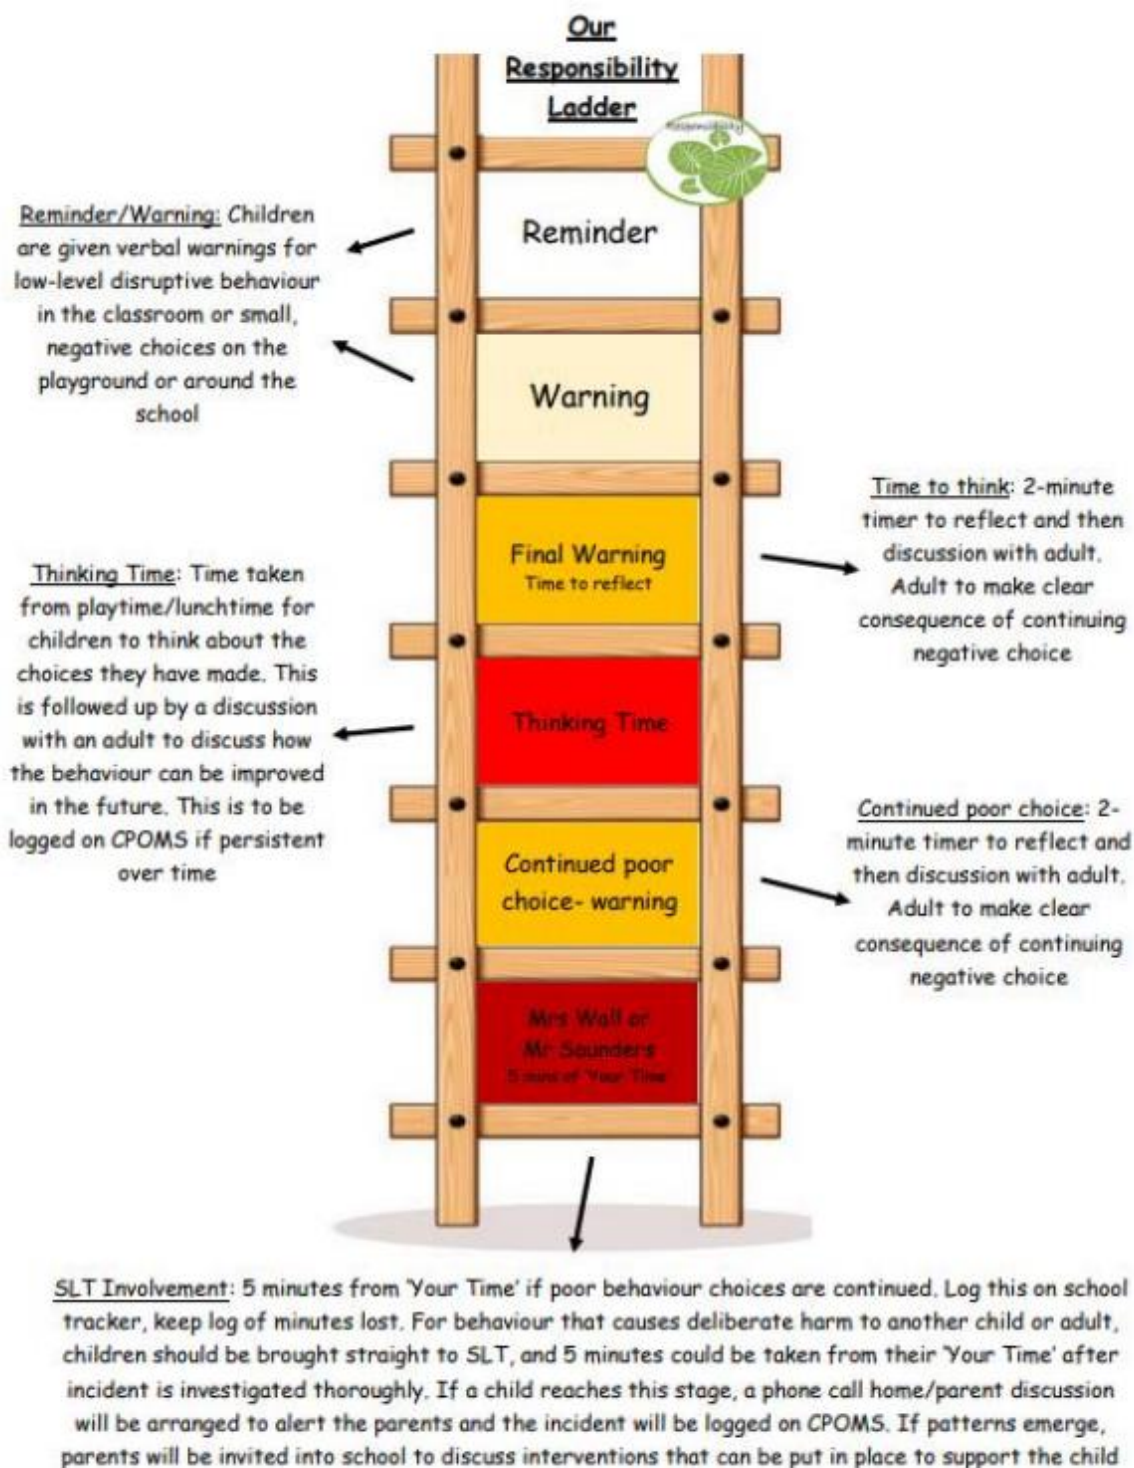 Our
Responsibility
Ladder
Responsibility
Reminder
Reminder/Warning: Children
are given verbal warnings for
low-level disruptive behaviour
in the classroom or small,
negative choices on the
playground or around the
school
Warning
Final Warning
Time to reflect
Time to think: 2-minute
timer to reflect and then
discussion with adult.
Adult to make clear
consequence of continuing
negative choice
Thinking Time: Time taken
from playtime/lunchtime for
children to think about the
choices they have made. This
is followed up by a discussion
with an adult to discuss how
the behaviour can be improved
in the future. This is to be
logged on CPOMS if persistent
over time
Thinking Time
Continued poor
choice- warning
Continued poor choice: 2-
minute timer to reflect and
then discussion with adult.
Adult to make clear
consequence of continuing
negative choice
Mrs Wall or
Mr Saunders
5 mins of 'Your Time'
SLT Involvement: 5 minutes from 'Your Time' if poor behaviour choices are continued. Log this on school
tracker, keep log of minutes lost. For behaviour that causes deliberate harm to another child or adult,
children should be brought straight to SLT, and 5 minutes could be taken from their 'Your Time' after
incident is investigated thoroughly. If a child reaches this stage, a phone call home/parent discussion
will be arranged to alert the parents and the incident will be logged on CPOMS. If patterns emerge,
parents will be invited into school to discuss interventions that can be put in place to support the child